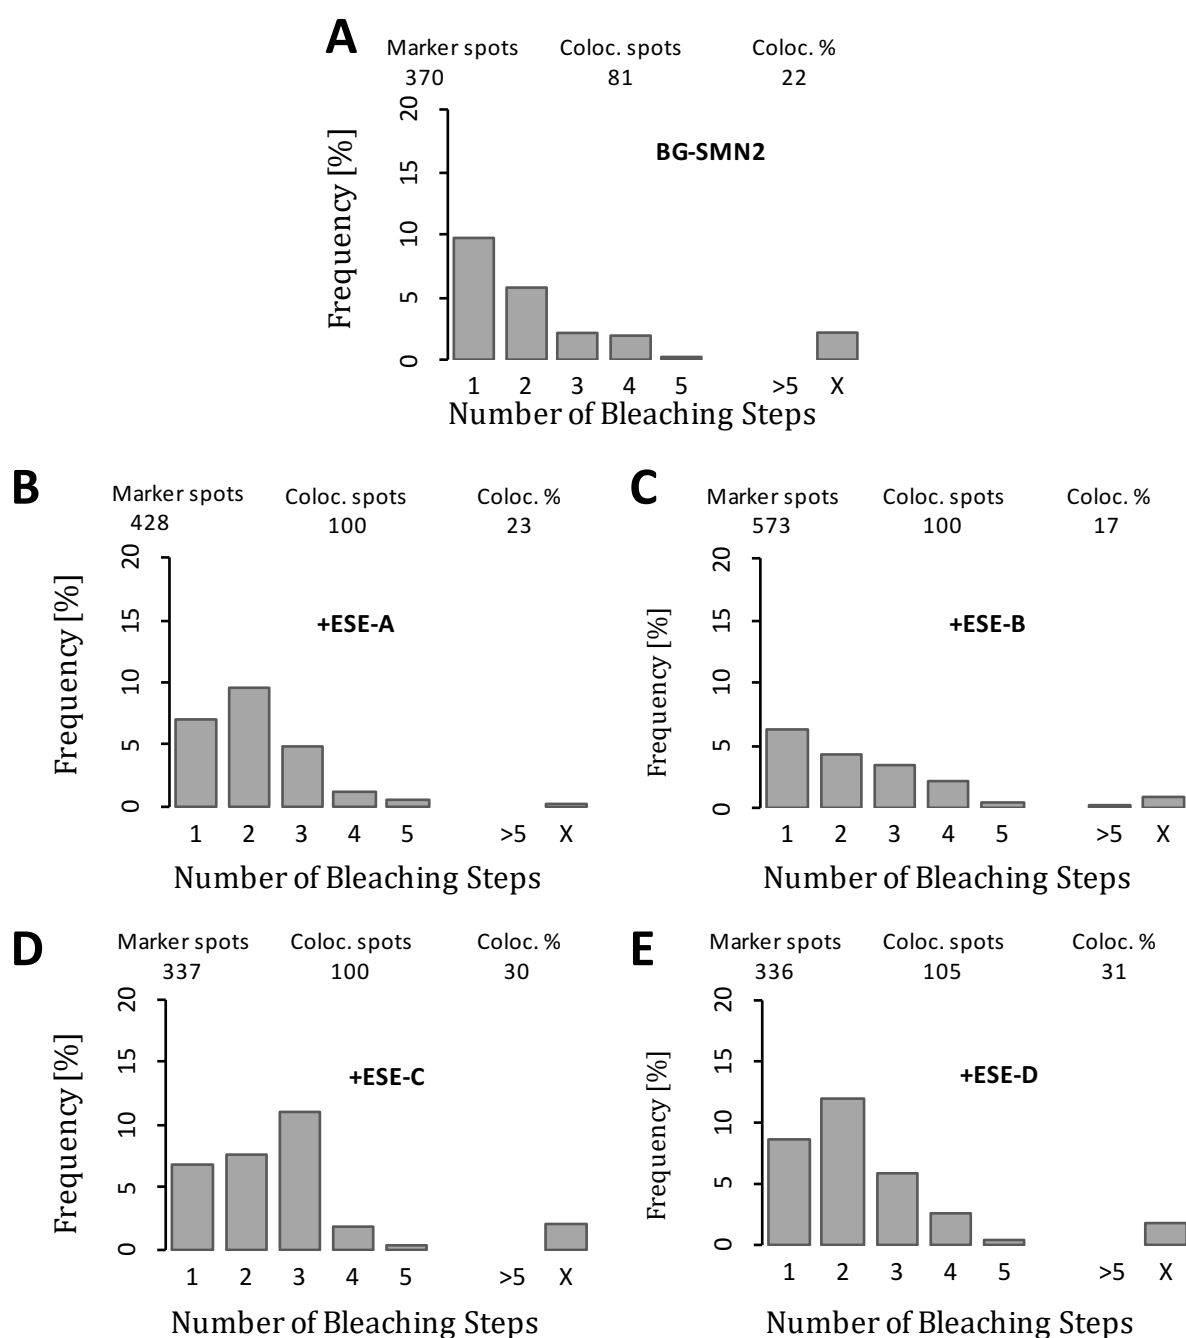 A
Marker spots Coloc. spots Coloc. %
370 81 22
BG-SMN2
Frequency [%]
20
15
10
5
0
1 2 3 4 5 >5 X
Number of Bleaching Steps
B
Marker spots Coloc. spots Coloc. %
428 100 23
+ESE-A
Frequency [%]
20
15
10
5
0
1 2 3 4 5 >5 X
Number of Bleaching Steps
C
Marker spots Coloc. spots Coloc. %
573 100 17
+ESE-B
Frequency [%]
20
15
10
5
0
1 2 3 4 5 >5 X
Number of Bleaching Steps
D
Marker spots Coloc. spots Coloc. %
337 100 30
+ESE-C
Frequency [%]
20
15
10
5
0
1 2 3 4 5 >5 X
Number of Bleaching Steps
E
Marker spots Coloc. spots Coloc. %
336 105 31
+ESE-D
Frequency [%]
20
15
10
5
0
1 2 3 4 5 >5 X
Number of Bleaching Steps